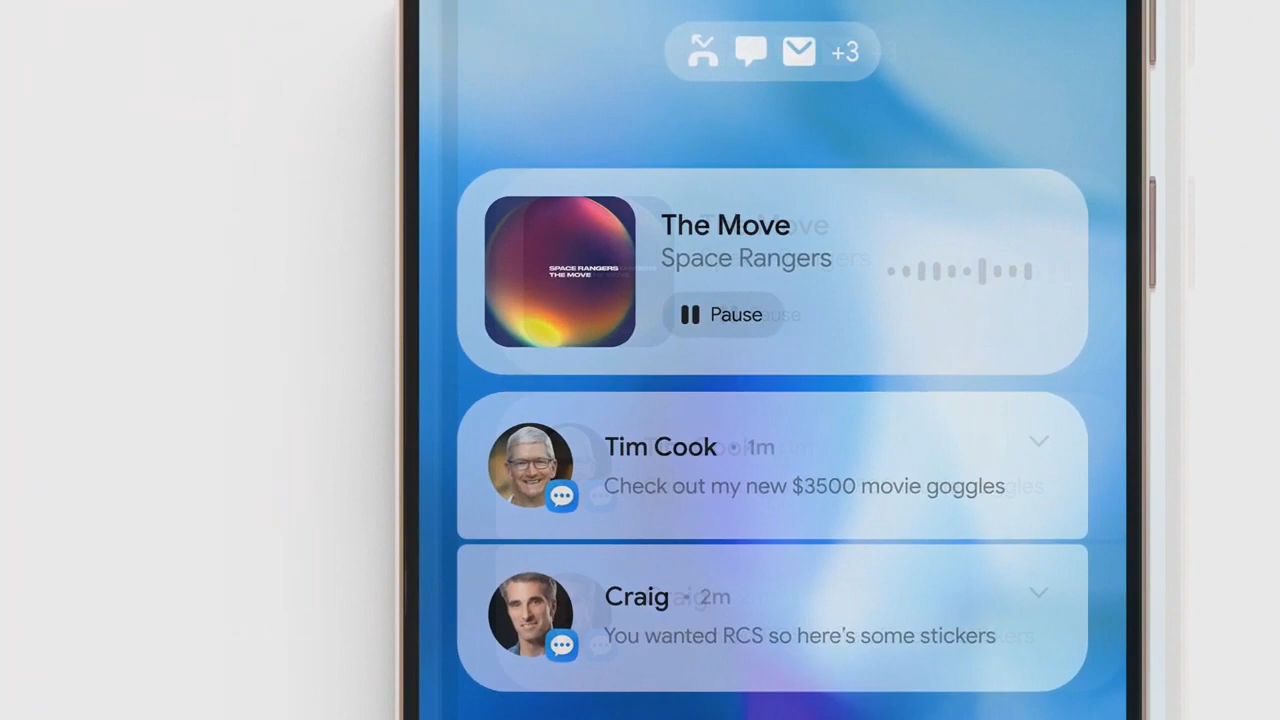 +3
The Move
Space Rangers
SPACE RANGERS
THE MOVE
Pause
Tim Cook • 1m
Check out my new $3500 movie goggles
Craig • 2m
You wanted RCS so here's some stickers